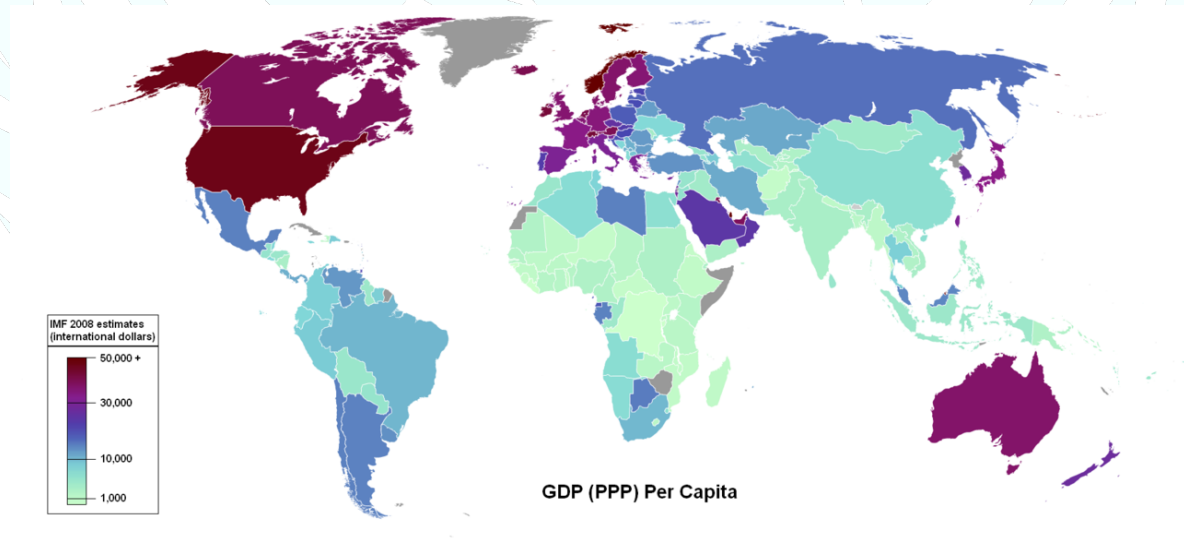 IMF 2008 estimates
(international dollars)
50,000 +
30,000
10,000
1,000
GDP (PPP) Per Capita